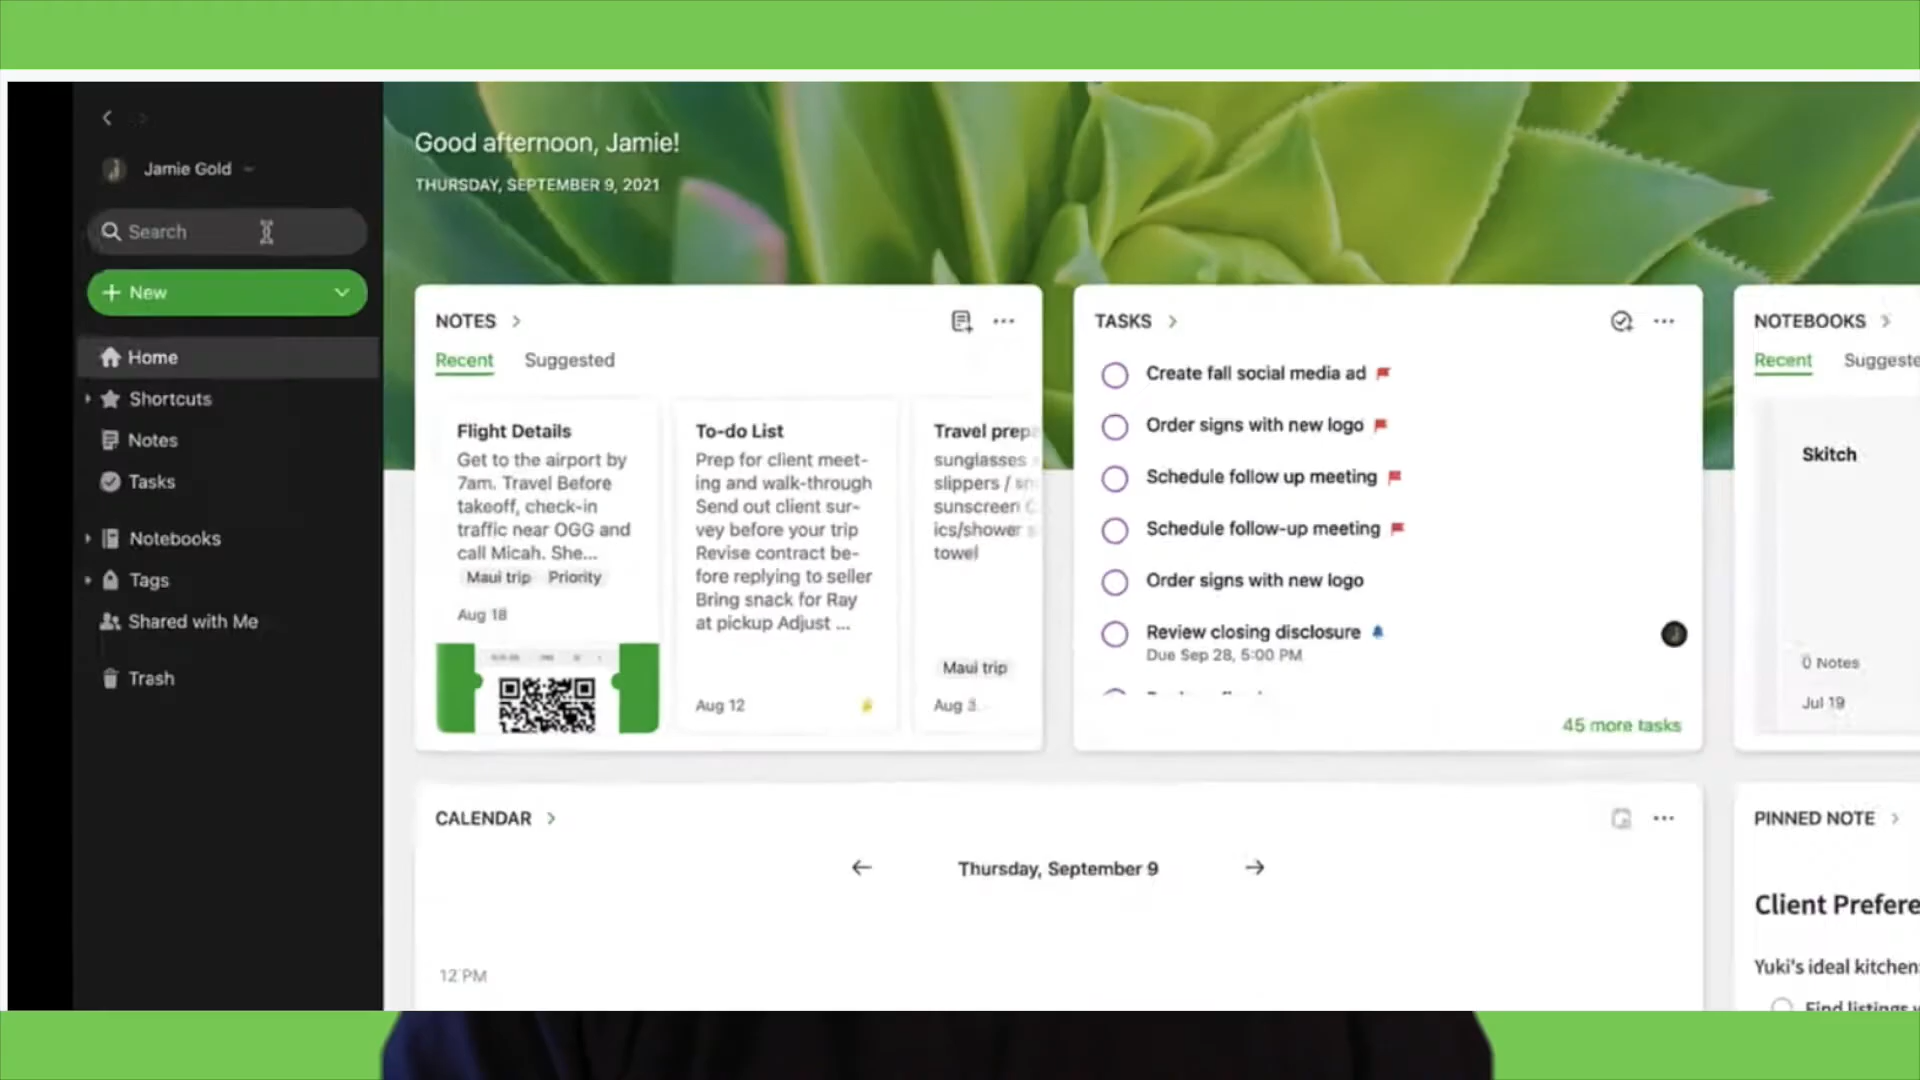 Jamie Gold
Search
New
Home
Shortcuts
Notes
Tasks
Notebooks
Tags
Shared with Me
Trash
Good afternoon, Jamie!
THURSDAY, SEPTEMBER 9, 2021
NOTES
Recent Suggested
Flight Details
Get to the airport by
7am. Travel Before
takeoff, check-in
traffic near OGG and
call Micah. She...
Maui trip Priority
Aug 18
To-do List
Prep for client meet-
ing and walk-through
Send out client sur-
vey before your trip
Revise contract be-
fore replying to seller
Bring snack for Ray
at pickup Adjust ...
Aug 12
Travel prep
sunglasses
slippers /
sunscreen
ics/shower
towel
Maui trip
Aug 3
TASKS
Create fall social media ad
Order signs with new logo
Schedule follow up meeting
Schedule follow-up meeting
Order signs with new logo
Review closing disclosure
Due Sep 28, 5:00 PM
45 more tasks
NOTEBOOKS
Recent Suggeste
Skitch
0 Notes
Jul 19
CALENDAR
Thursday, September 9
12 PM
PINNED NOTE
Client Prefere
Yuki's ideal kitchen
Find listings